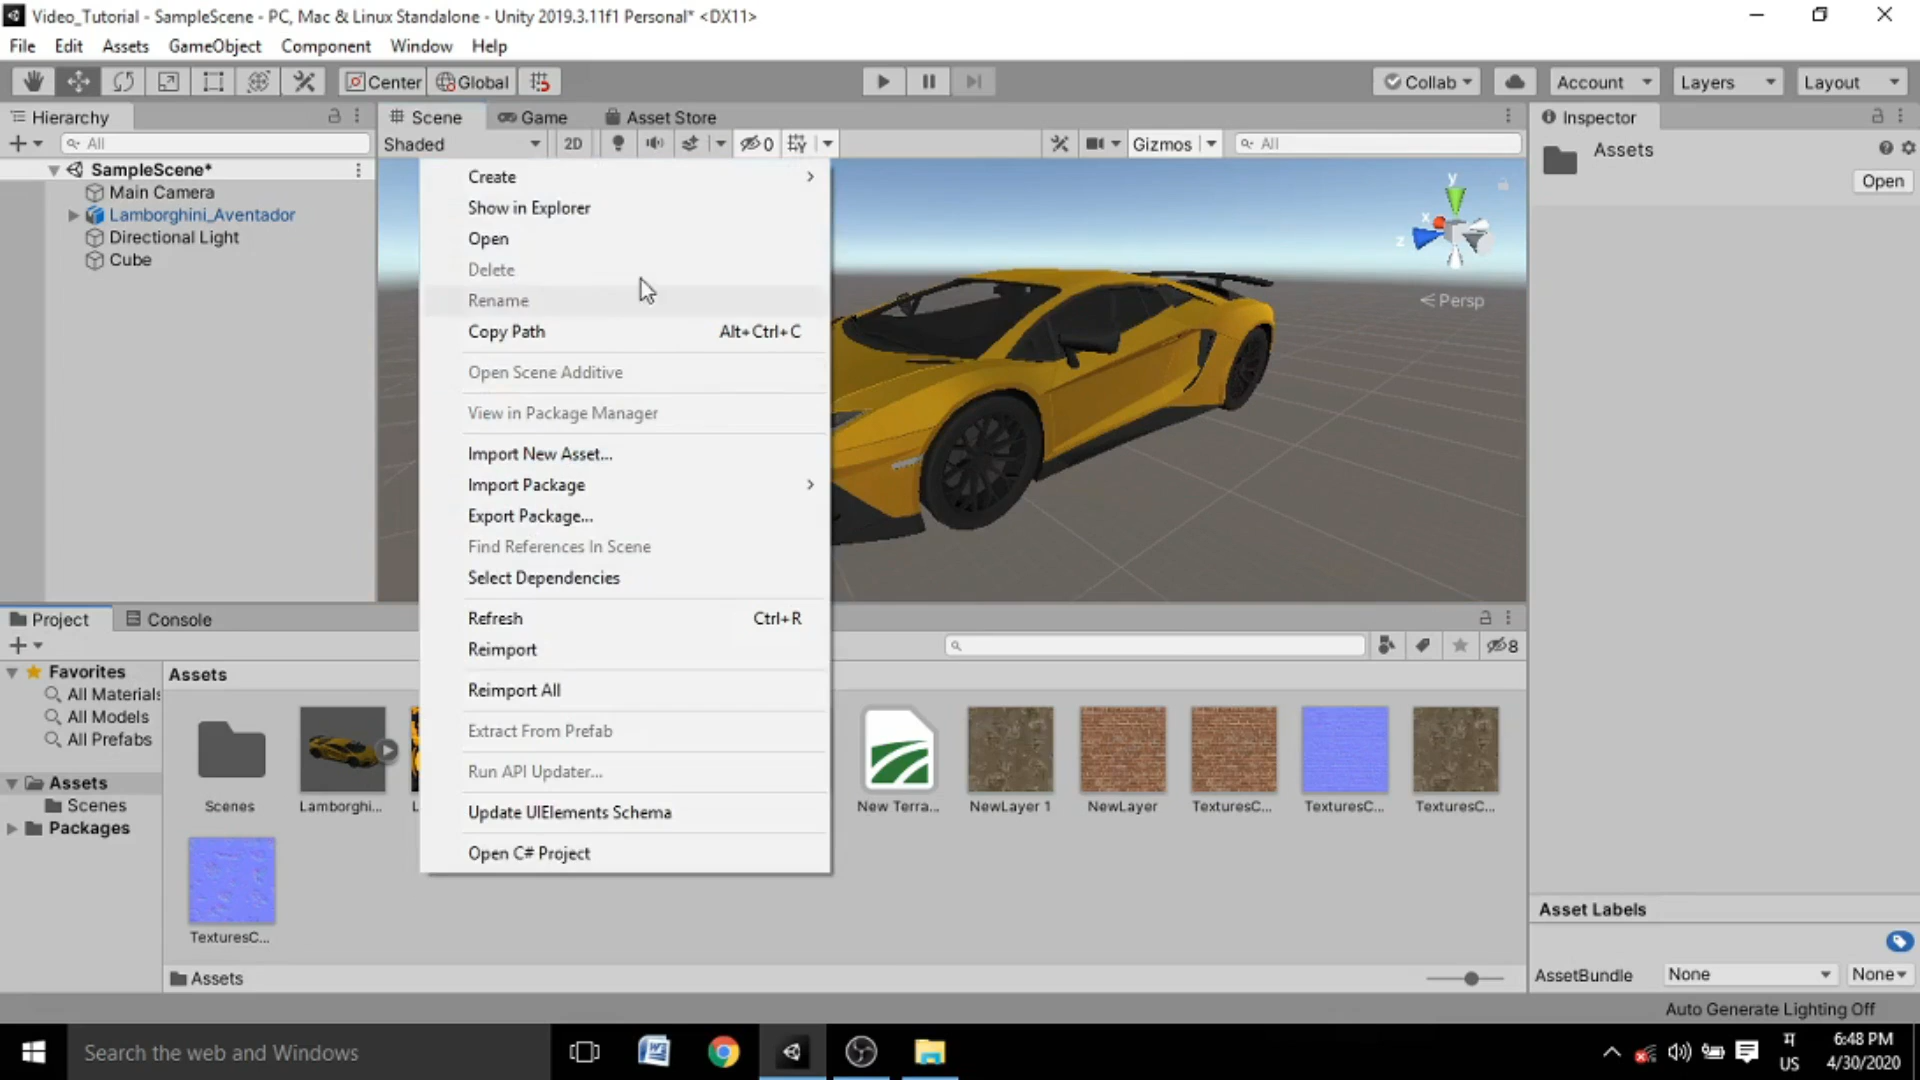 Video_Tutorial - SampleScene - PC, Mac & Linux Standalone - Unity 2019.3.11f1 Personal* <DX11>
File Edit Assets GameObject Component Window Help
Center Global Collab Account Layers Layout
Hierarchy
All
SampleScene*
Main Camera
Lamborghini_Aventador
Directional Light
Cube
Scene Game Asset Store
Shaded 2D 0 Gizmos All
y
x
z
Persp
Create
Show in Explorer
Open
Delete
Rename
Copy Path Alt+Ctrl+C
Open Scene Additive
View in Package Manager
Import New Asset...
Import Package
Export Package...
Find References In Scene
Select Dependencies
Refresh Ctrl+R
Reimport
Reimport All
Extract From Prefab
Run API Updater...
Update UIElements Schema
Open C# Project
Inspector
Assets
Open
Project Console
8
Favorites
All Materials
All Models
All Prefabs
Assets
Scenes
Packages
Assets
Scenes Lamborghi... L New Terra... NewLayer 1 NewLayer TexturesC... TexturesC... TexturesC...
TexturesC...
Assets
Asset Labels
AssetBundle None None
Auto Generate Lighting Off
Search the web and Windows
US
6:48 PM
4/30/2020